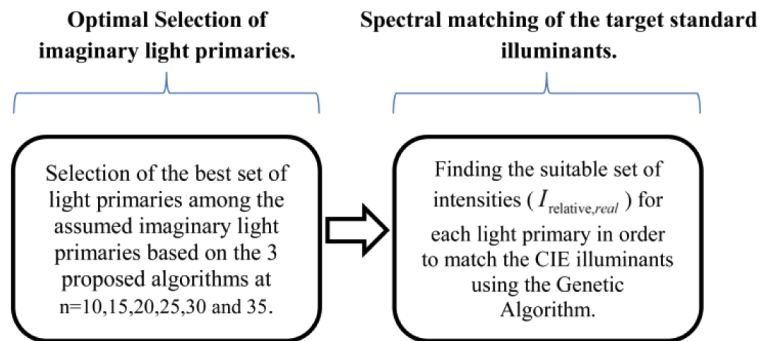 Optimal Selection of
imaginary light primaries.
Spectral matching of the target standard
illuminants.
Selection of the best set of
light primaries among the
assumed imaginary light
primaries based on the 3
proposed algorithms at
n=10,15,20,25,30 and 35.
Finding the suitable set of
intensities ( I relative,real ) for
each light primary in order
to match the CIE illuminants
using the Genetic
Algorithm.